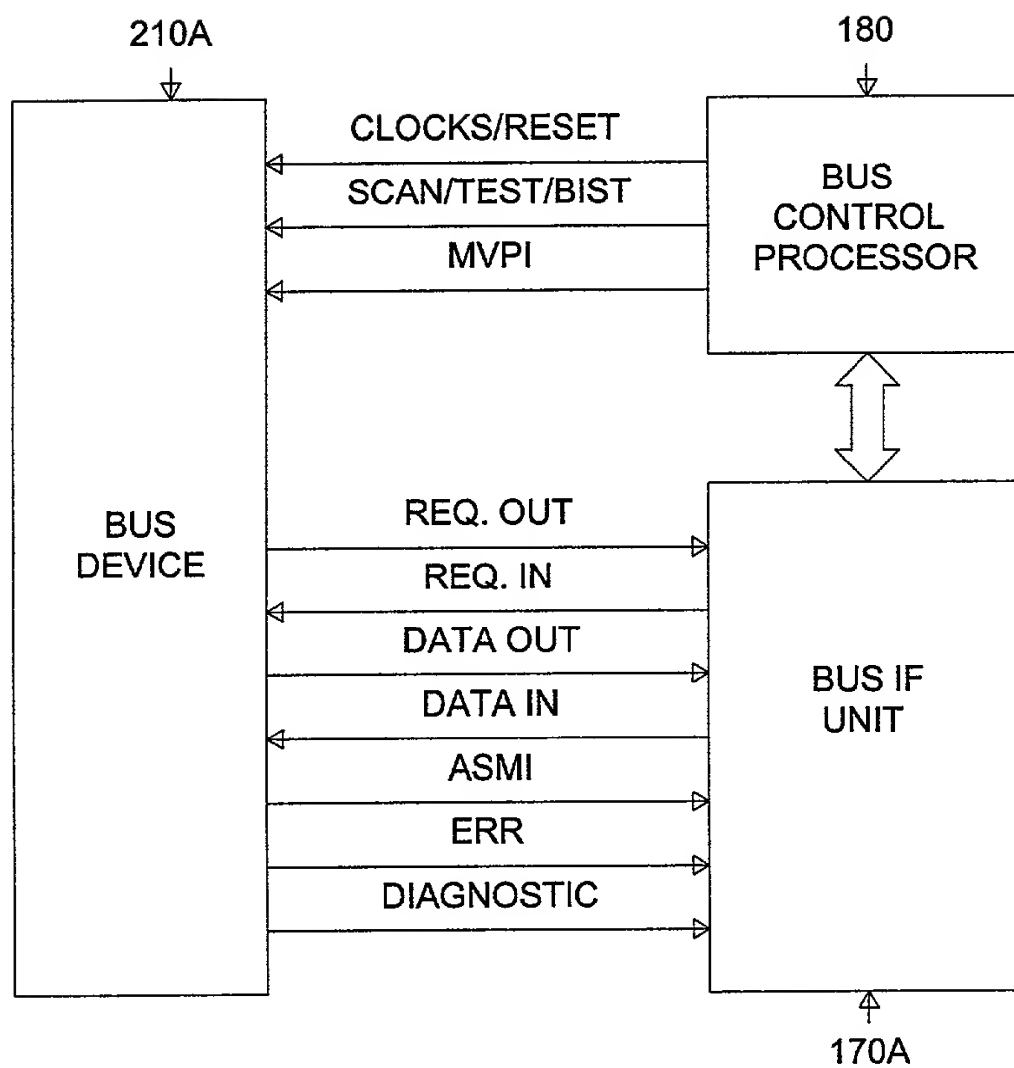 210A
180
CLOCKS/RESET
SCAN/TEST/BIST
MVPI
BUS
CONTROL
PROCESSOR
BUS
DEVICE
REQ. OUT
REQ. IN
DATA OUT
DATA IN
ASMI
ERR
DIAGNOSTIC
BUS IF
UNIT
170A